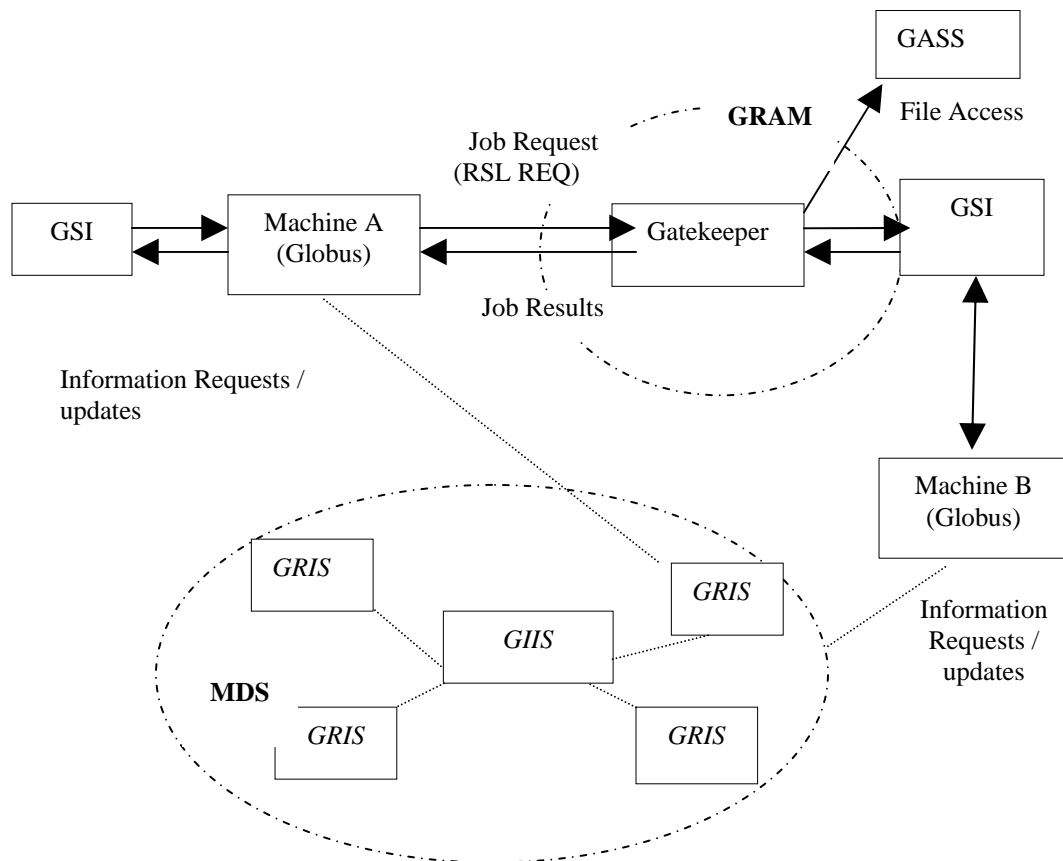 GASS
GRAM
File Access
Job Request
(RSL REQ)
GSI
Machine A
(Globus)
Gatekeeper
GSI
Job Results
Information Requests /
updates
Machine B
(Globus)
GRIS
GRIS
GIIS
Information
Requests /
updates
MDS
GRIS
GRIS